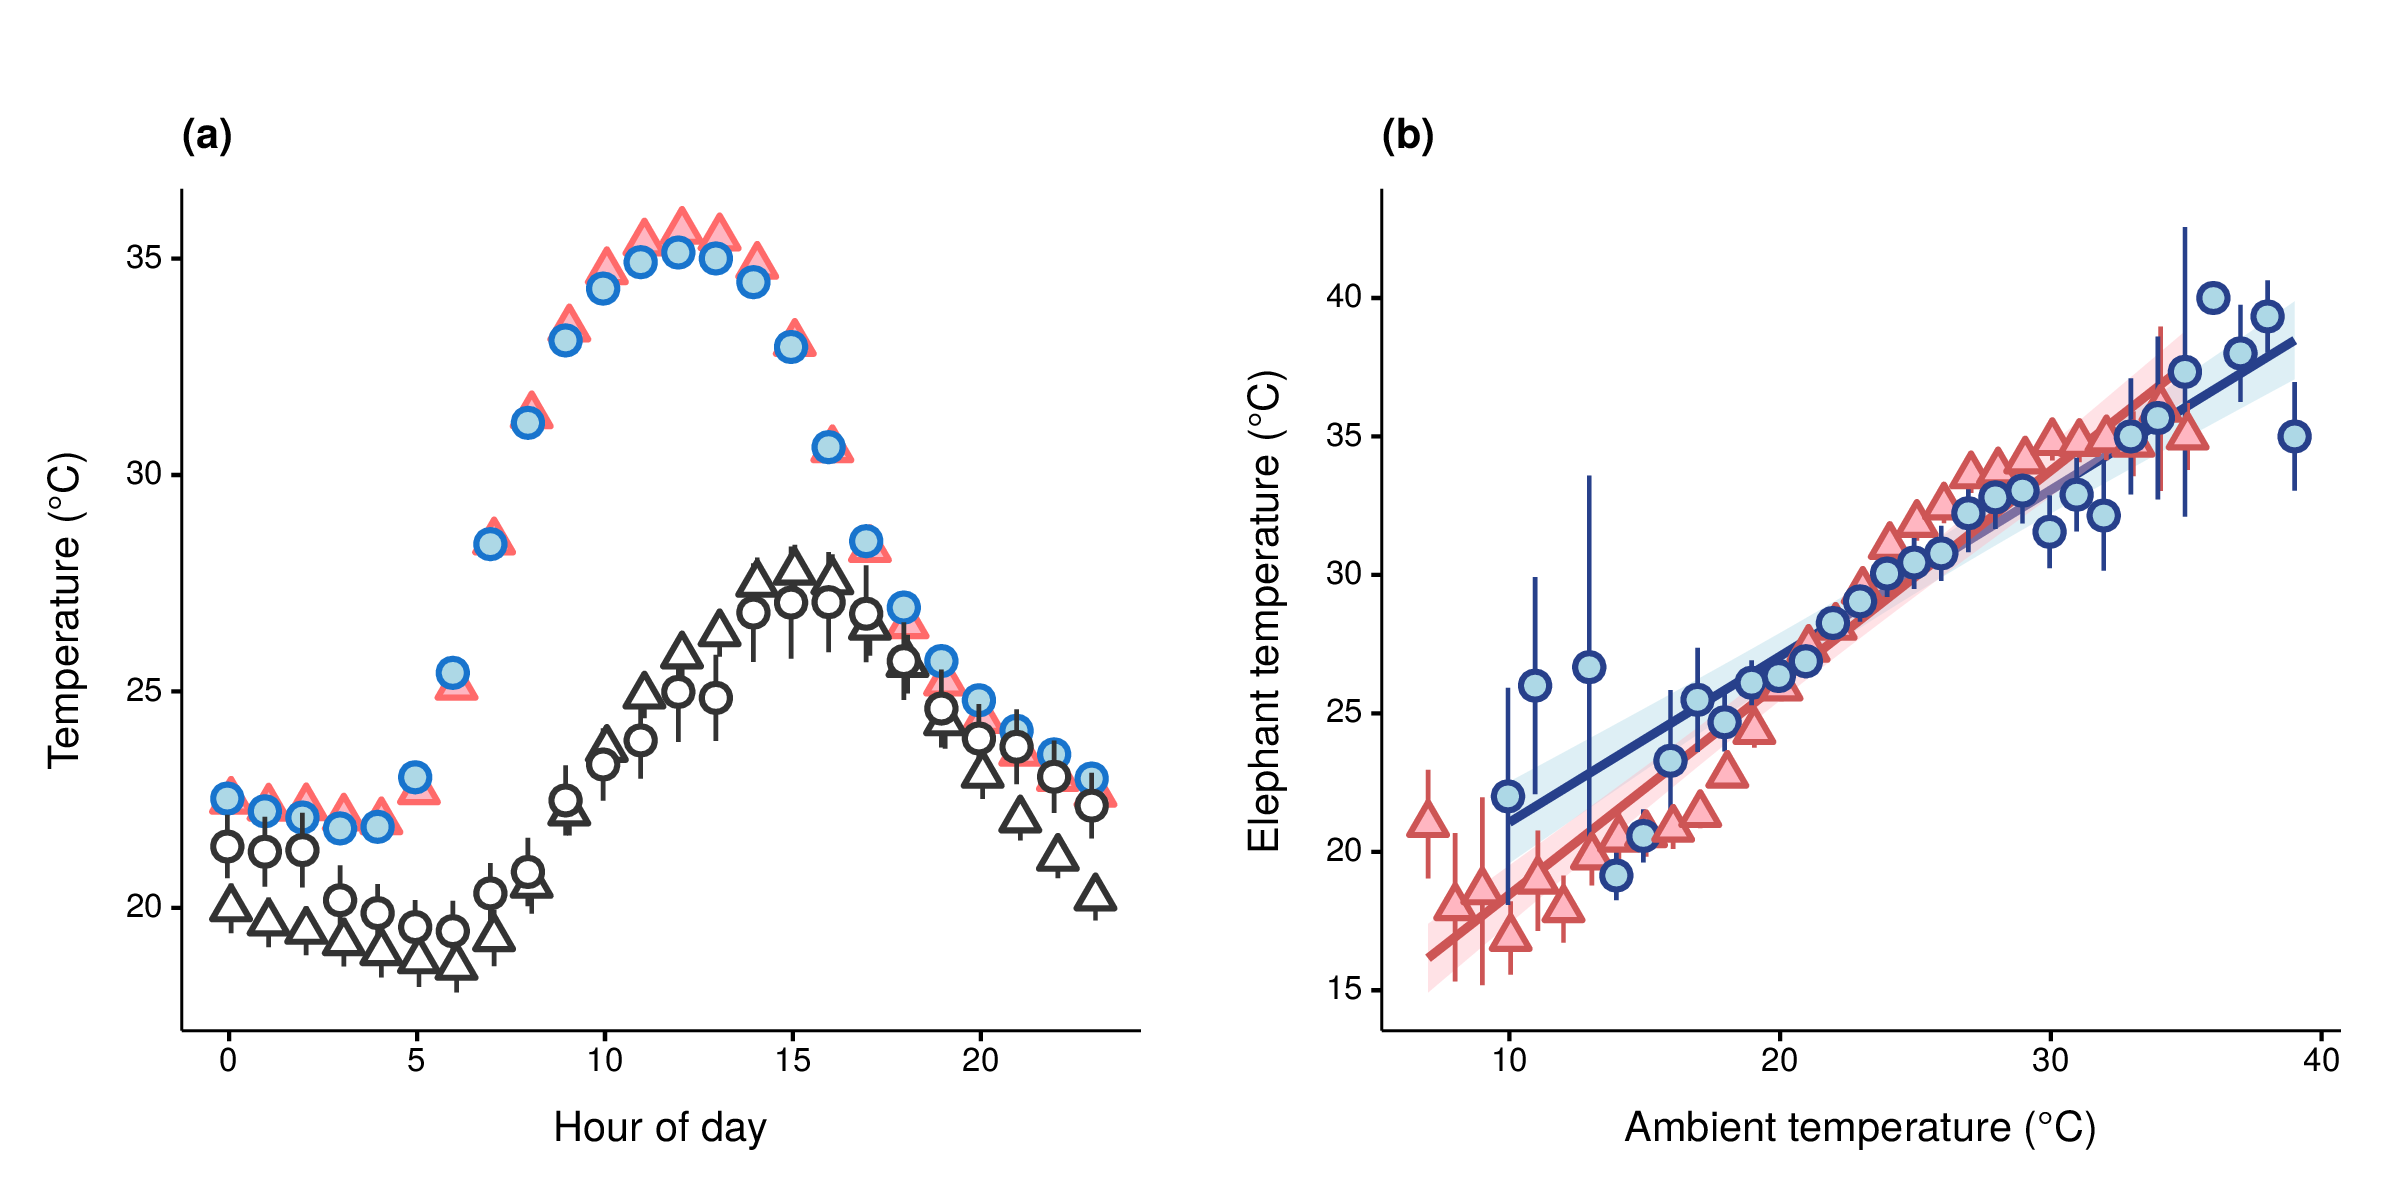 (a)
Temperature (°C)
35
30
25
20
0 5 10 15 20
Hour of day
(b)
Elephant temperature (°C)
40
35
30
25
20
15
10 20 30 40
Ambient temperature (°C)